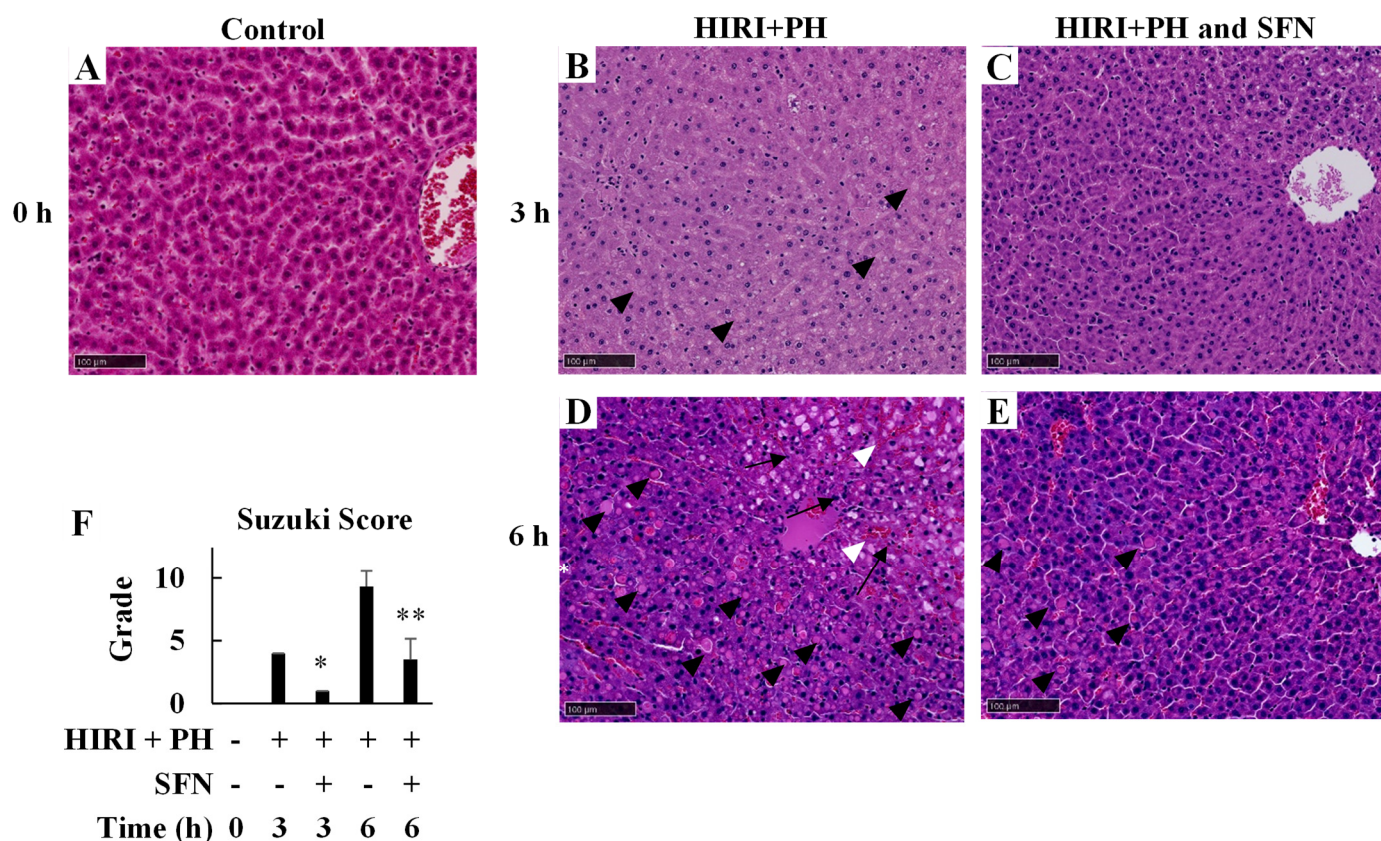 Control
HIRI+PH
HIRI+PH and SFN
A
B
C
0 h
3 h
100 µm
100 µm
100 µm
D
E
6 h
*
100 µm
100 µm
F
Suzuki Score
Grade
10
5
0
*
**
HIRI + PH - + + + +
SFN - - + - +
Time (h) 0 3 3 6 6